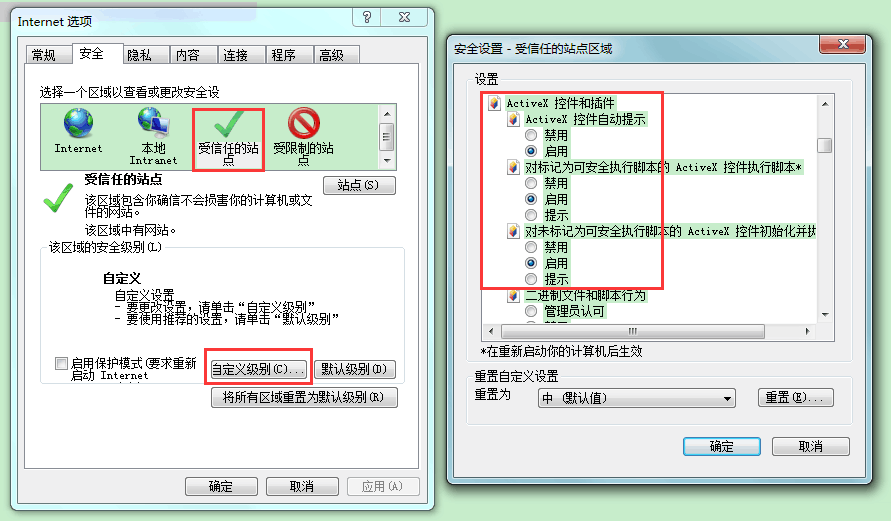 Internet 选项
常规
安全
隐私
内容
连接
程序
高级
选择一个区域以查看或更改安全设
Internet
本地
Intranet
受信任的站
点
受限制的站
点
受信任的站点
站点(S)
该区域包含你确信不会损害你的计算机或文
件的网站。
该区域中有网站。
该区域的安全级别(L)
自定义
自定义设置
- 要更改设置，请单击“自定义级别”
- 要使用推荐的设置，请单击“默认级别”
启用保护模式(要求重新
启动 Internet
自定义级别(C)...
默认级别(D)
将所有区域重置为默认级别(R)
确定
取消
应用(A)
安全设置 - 受信任的站点区域
设置
ActiveX 控件和插件
ActiveX 控件自动提示
禁用
启用
对标记为可安全执行脚本的 ActiveX 控件执行脚本*
禁用
启用
提示
对未标记为可安全执行脚本的 ActiveX 控件初始化并执
禁用
启用
提示
二进制文件和脚本行为
管理员认可
*在重新启动你的计算机后生效
重置自定义设置
重置为
中 (默认值)
重置(E)...
确定
取消